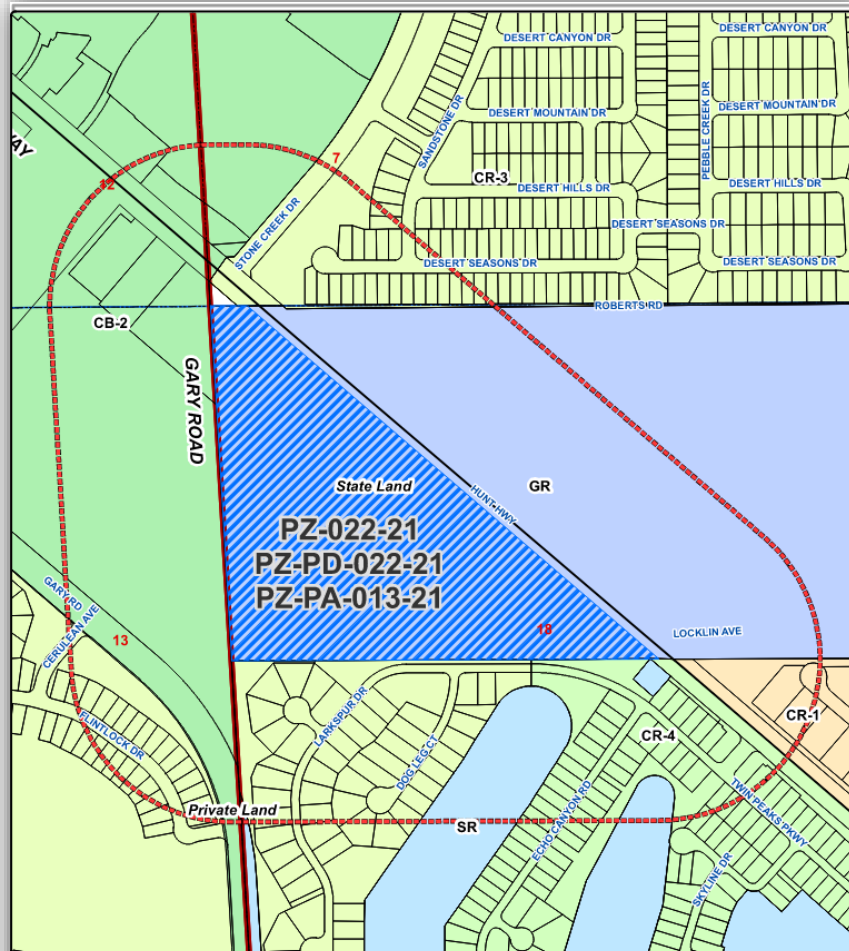 DESERT CANYON DR
DESERT CANYON DR
SANDSTONE DR
PEBBLE CREEK DR
DESERT MOUNTAIN DR
DESERT MOUNTAIN DR
AY
7
12
CR-3
DESERT HILLS DR
DESERT HILLS DR
STONE CREEK DR
DESERT SEASONS DR
DESERT SEASONS DR
DESERT SEASONS DR
ROBERTS RD
CB-2
GARY ROAD
State Land
GR
HUNT HWY
PZ-022-21
PZ-PD-022-21
PZ-PA-013-21
GARY RD
CERULEAN AVE
13
18
LOCKLIN AVE
FLINTLOCK DR
LARKSPUR DR
DOG LEG CT
CR-4
CR-1
Private Land
SR
ECHO CANYON RD
TWIN PEAKS PKWY
SKYLINE DR